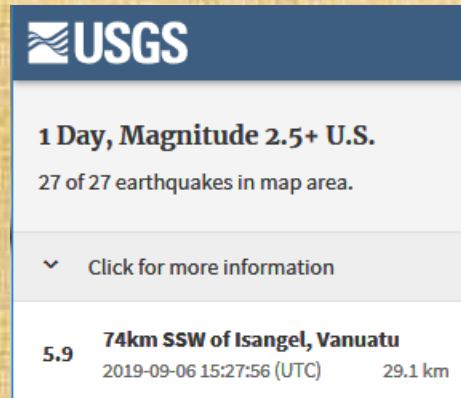 USGS
1 Day, Magnitude 2.5+ U.S.
27 of 27 earthquakes in map area.
Click for more information
5.9 74km SSW of Isangel, Vanuatu
2019-09-06 15:27:56 (UTC) 29.1 km